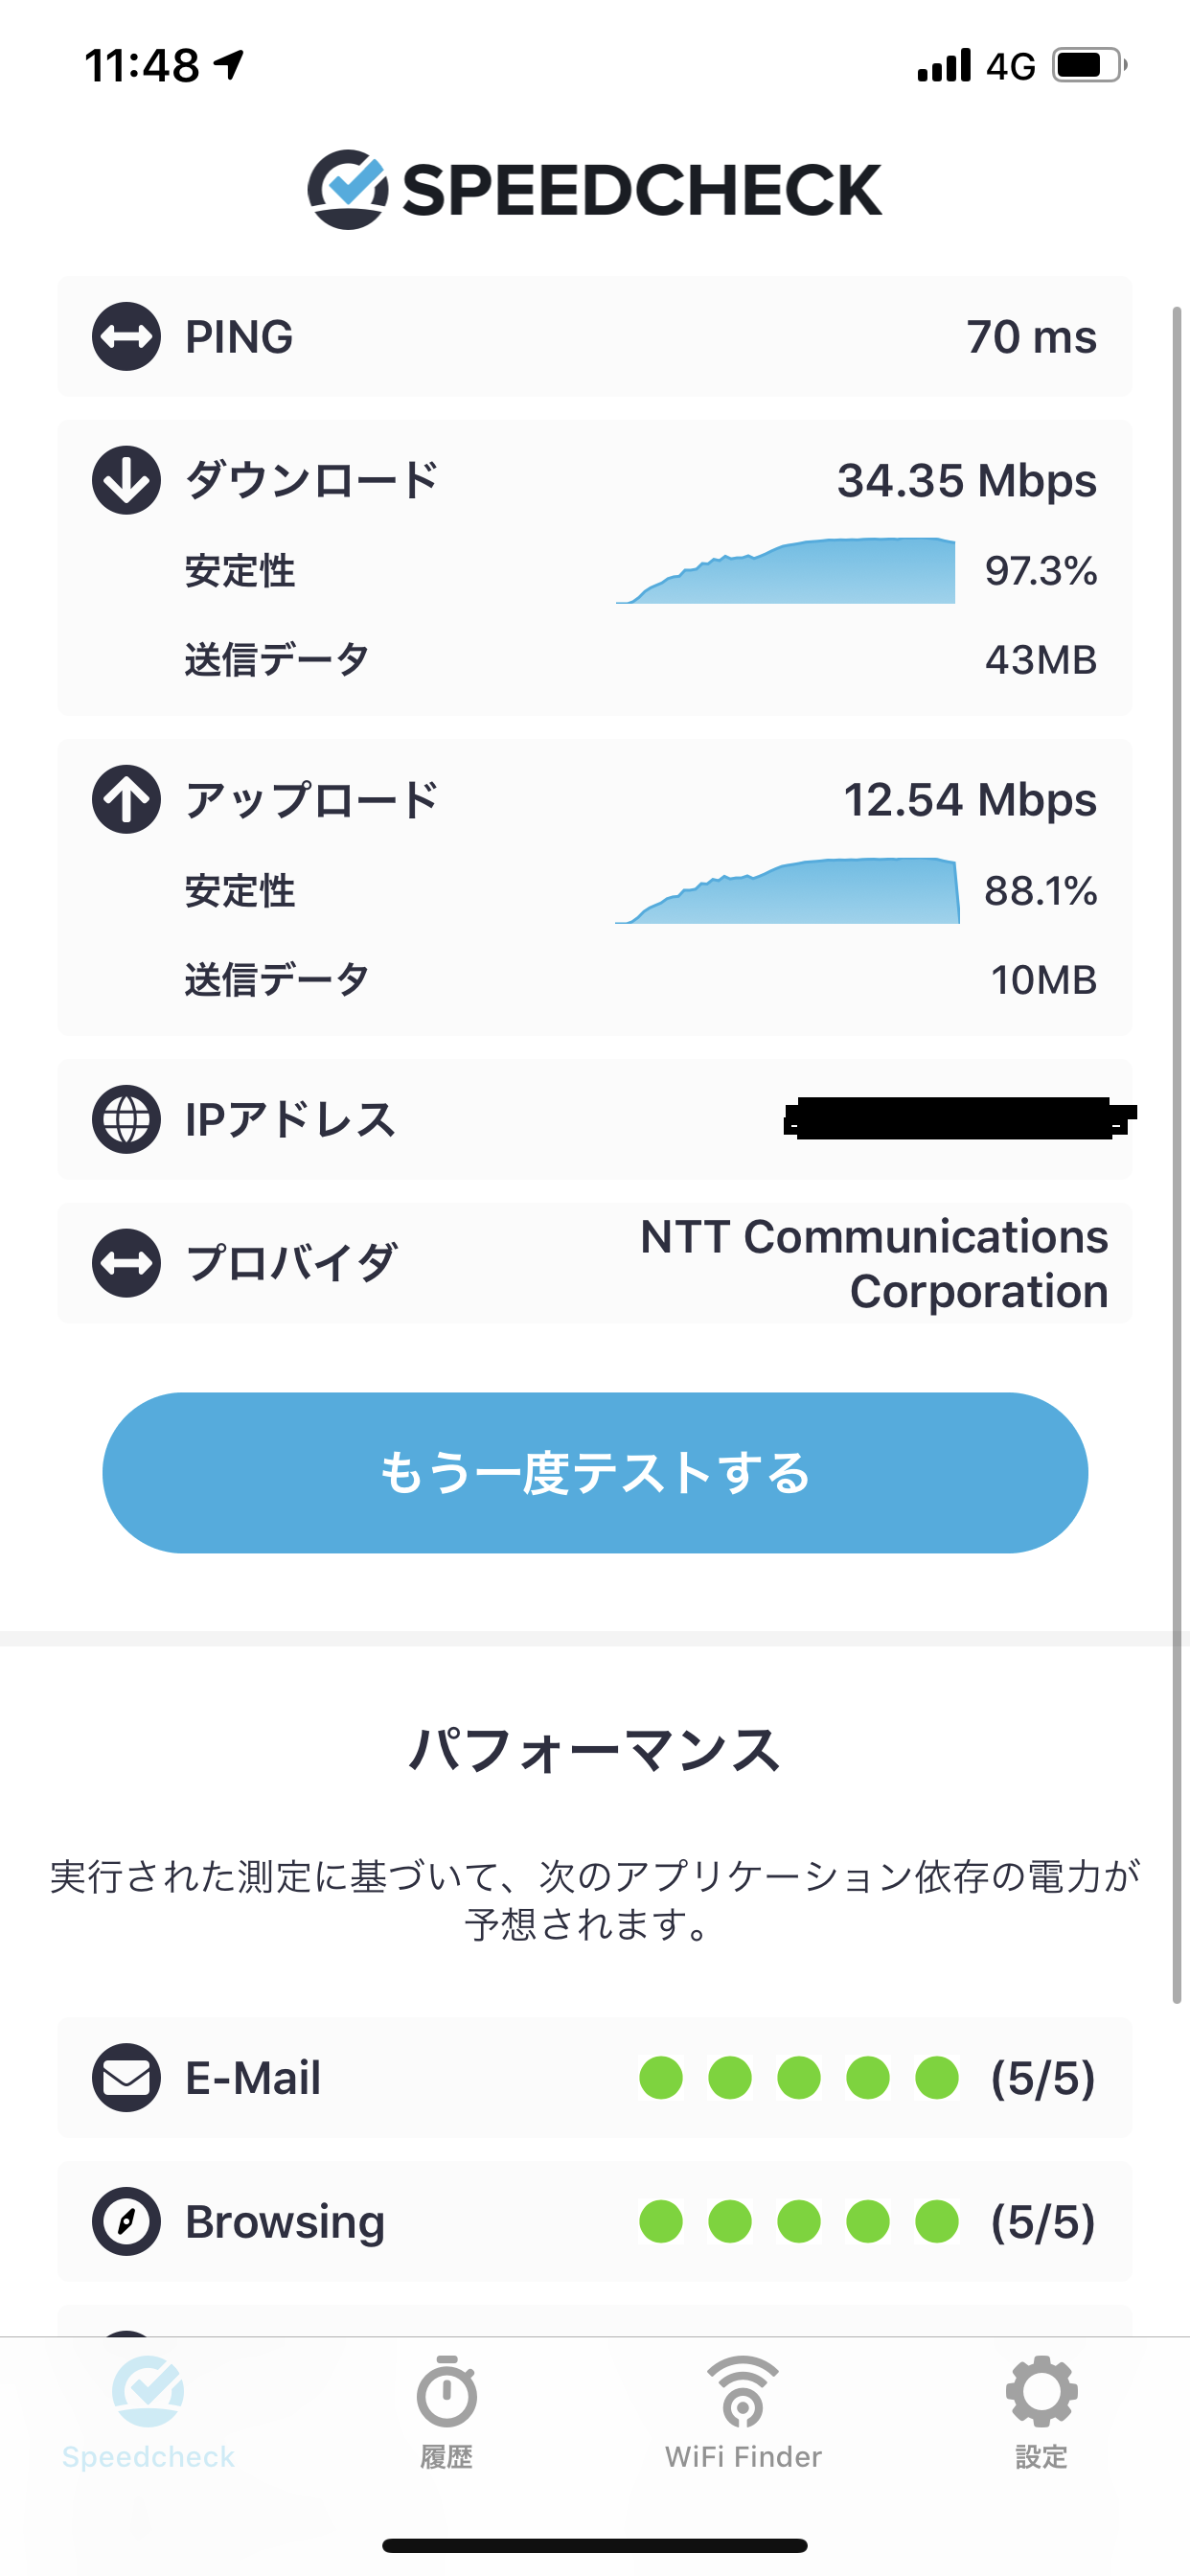 11:48
4G
SPEEDCHECK
PING 70 ms
ダウンロード 34.35 Mbps
安定性 97.3%
送信データ 43MB
アップロード 12.54 Mbps
安定性 88.1%
送信データ 10MB
IPアドレス
プロバイダ NTT Communications
Corporation
もう一度テストする
パフォーマンス
実行された測定に基づいて、次のアプリケーション依存の電力が
予想されます。
E-Mail (5/5)
Browsing (5/5)
Speedcheck 履歴 WiFi Finder 設定